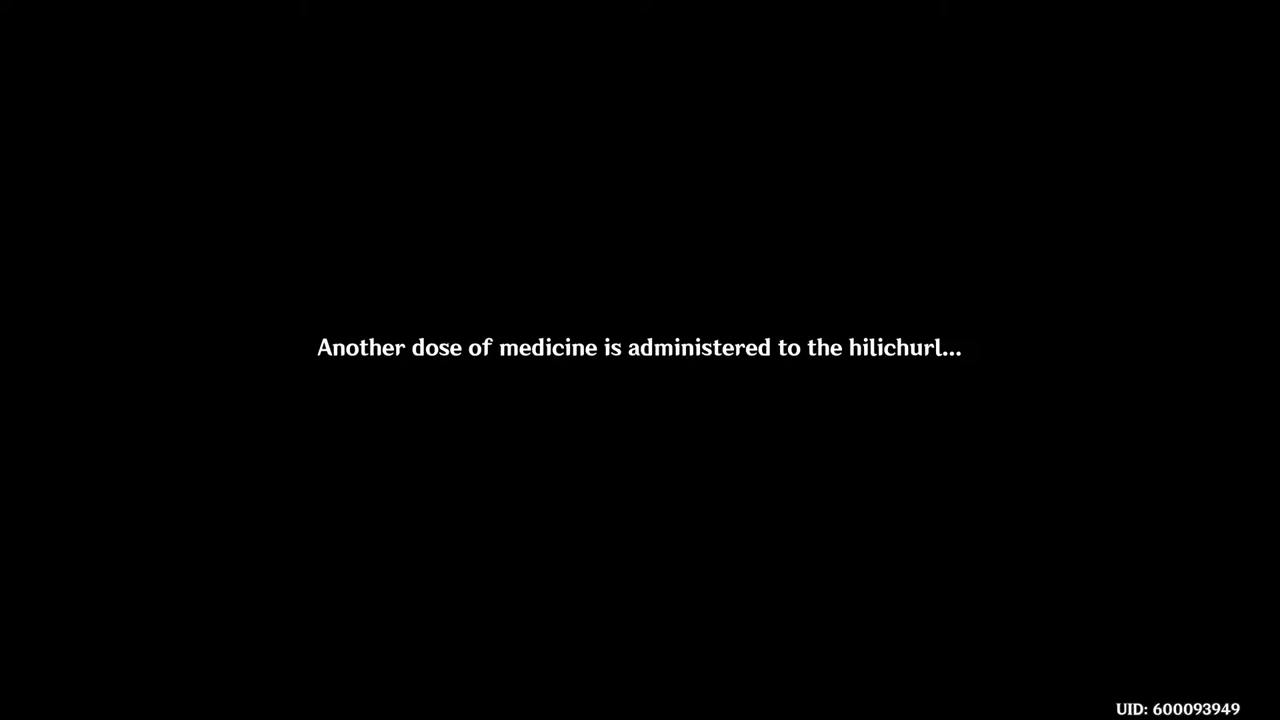 Another dose of medicine is administered to the hilichurl...
UID: 600093949